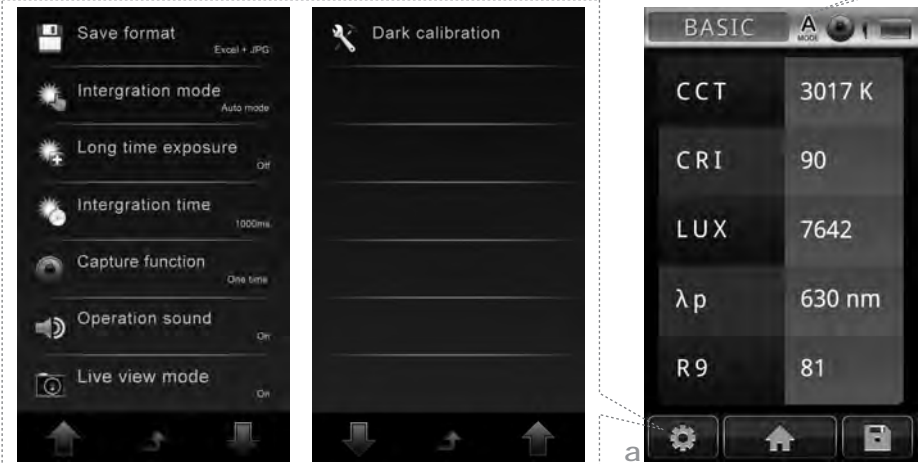 Save format
Excel + JPG
Intergration mode
Auto mode
Long time exposure
Off
Intergration time
1000ms
Capture function
One time
Operation sound
On
Live view mode
On
Dark calibration
BASIC
A
MODE
CCT 3017 K
CRI 90
LUX 7642
λp 630 nm
R9 81
a